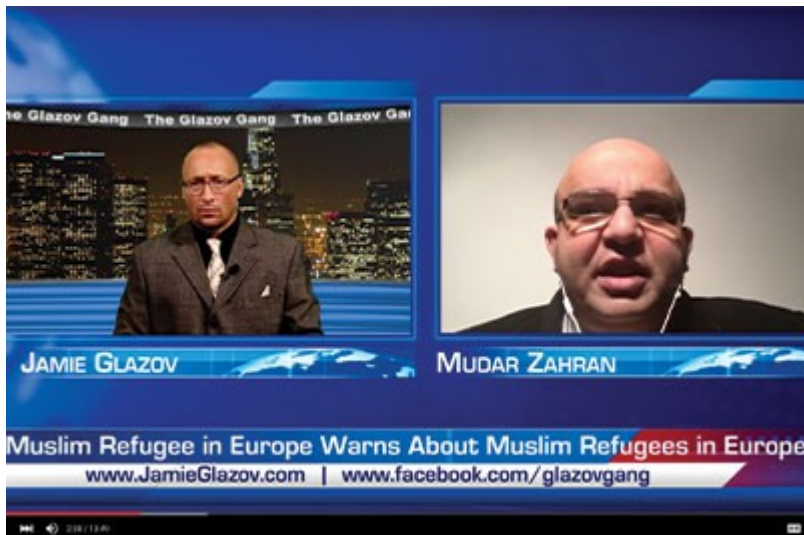 he Glazov Gang The Glazov Gang The Glazov Ga
JAMIE GLAZOV
MUDAR ZAHRAN
Muslim Refugee in Europe Warns About Muslim Refugees in Europe
www.JamieGlazov.com | www.facebook.com/glazovgang